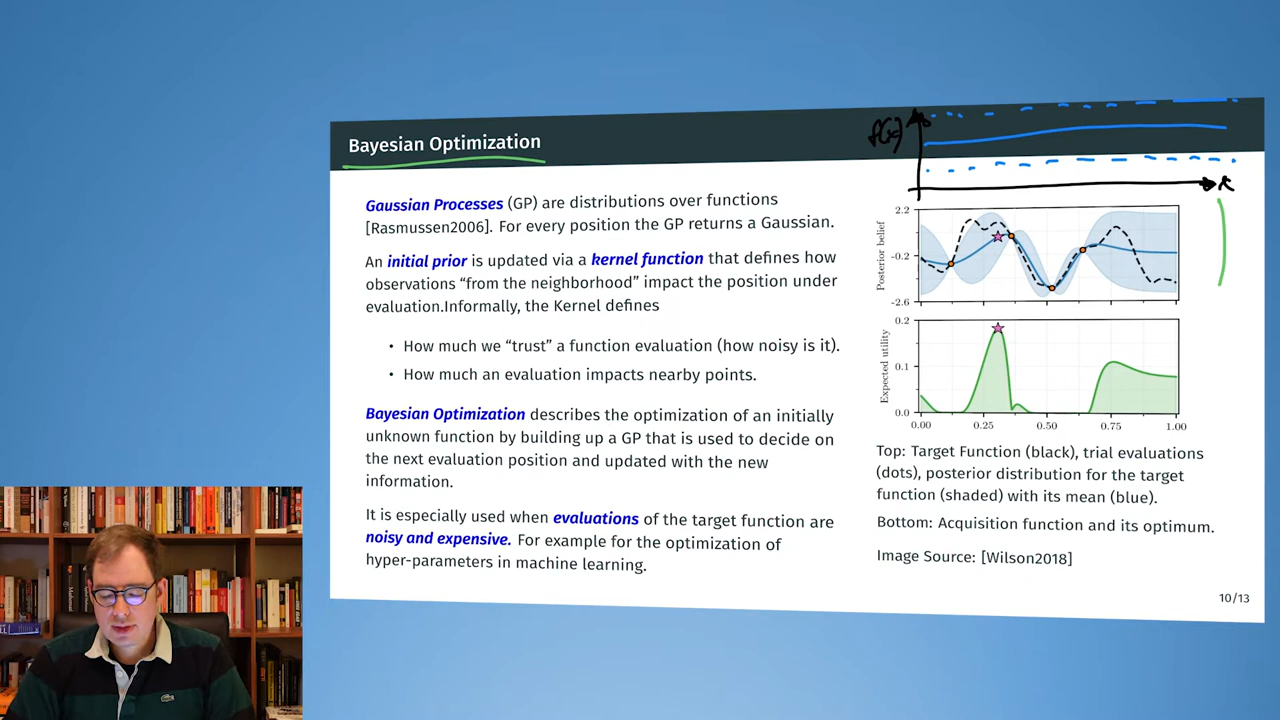 Bayesian Optimization
Gaussian Processes (GP) are distributions over functions
[Rasmussen2006]. For every position the GP returns a Gaussian.
An initial prior is updated via a kernel function that defines how
observations “from the neighborhood” impact the position under
evaluation.Informally, the Kernel defines
• How much we “trust” a function evaluation (how noisy is it).
• How much an evaluation impacts nearby points.
Bayesian Optimization describes the optimization of an initially
unknown function by building up a GP that is used to decide on
the next evaluation position and updated with the new
information.
It is especially used when evaluations of the target function are
noisy and expensive. For example for the optimization of
hyper-parameters in machine learning.
f(x)
x
Posterior belief
2.2
-0.2
-2.6
Expected utility
0.2
0.1
0.0
0.00 0.25 0.50 0.75 1.00
Top: Target Function (black), trial evaluations
(dots), posterior distribution for the target
function (shaded) with its mean (blue).
Bottom: Acquisition function and its optimum.
Image Source: [Wilson2018]
10/13